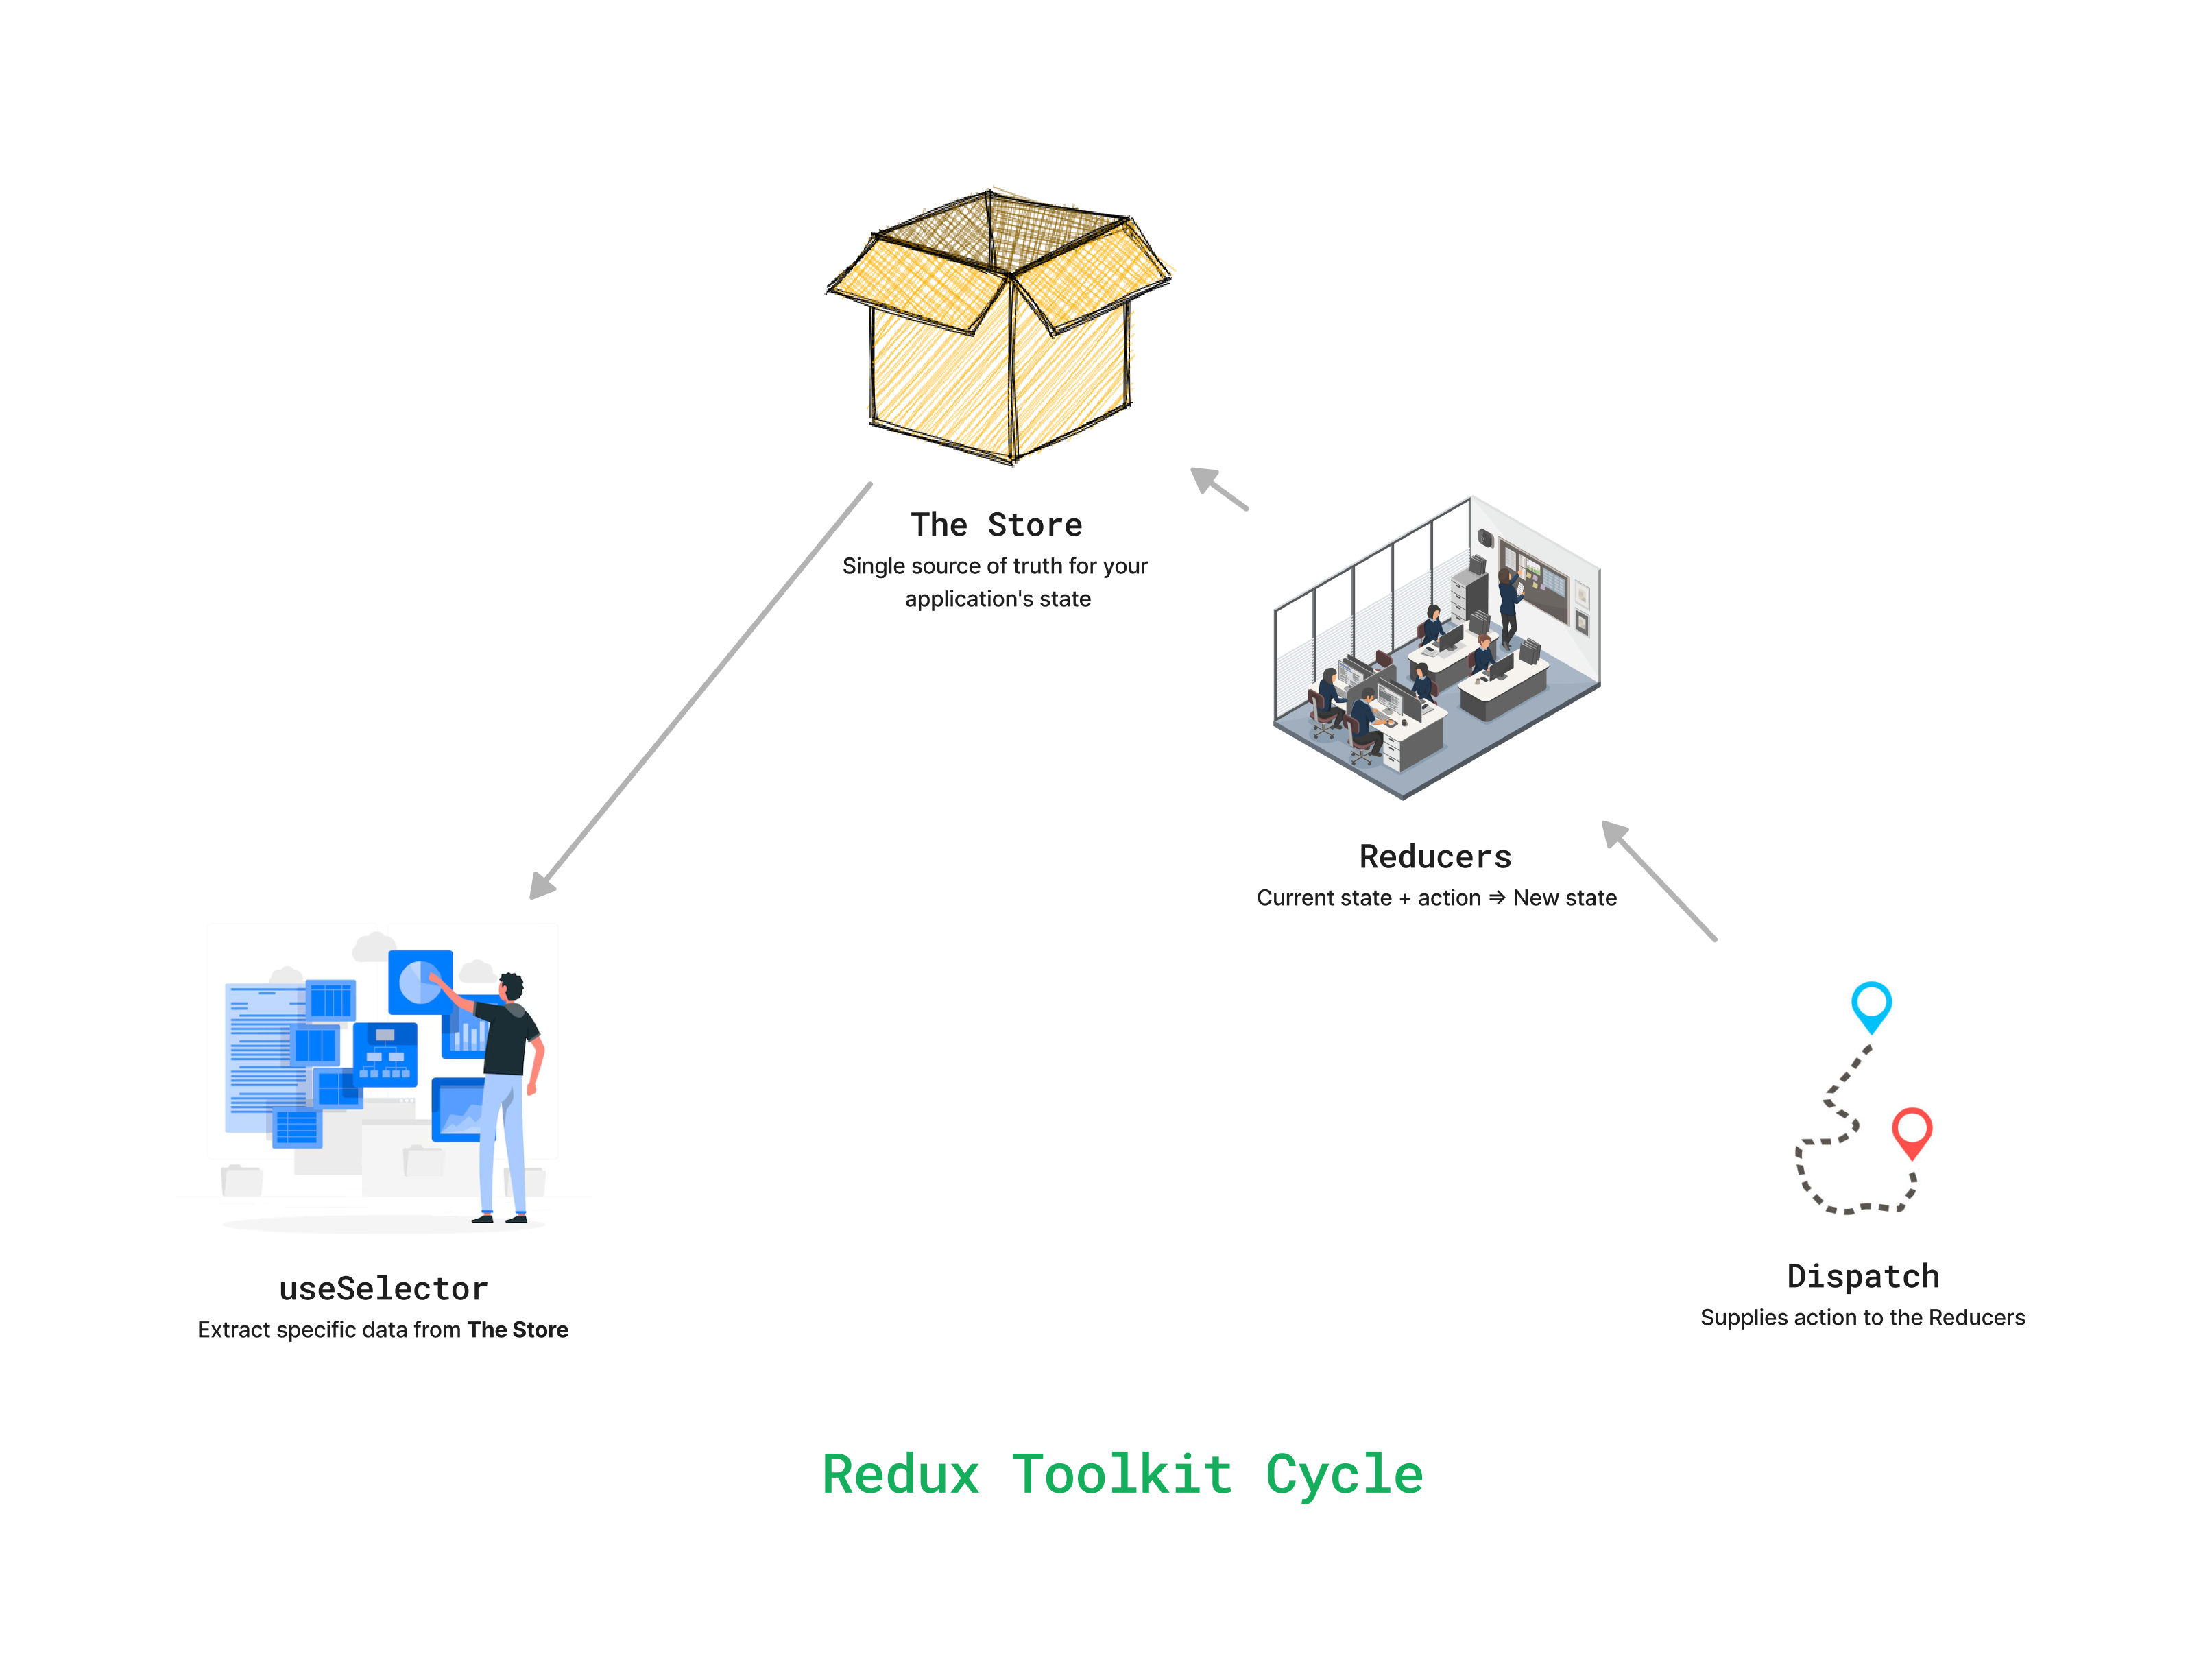 The Store
Single source of truth for your
application's state
Reducers
Current state + action ⇒ New state
useSelector
Extract specific data from The Store
Dispatch
Supplies action to the Reducers
Redux Toolkit Cycle